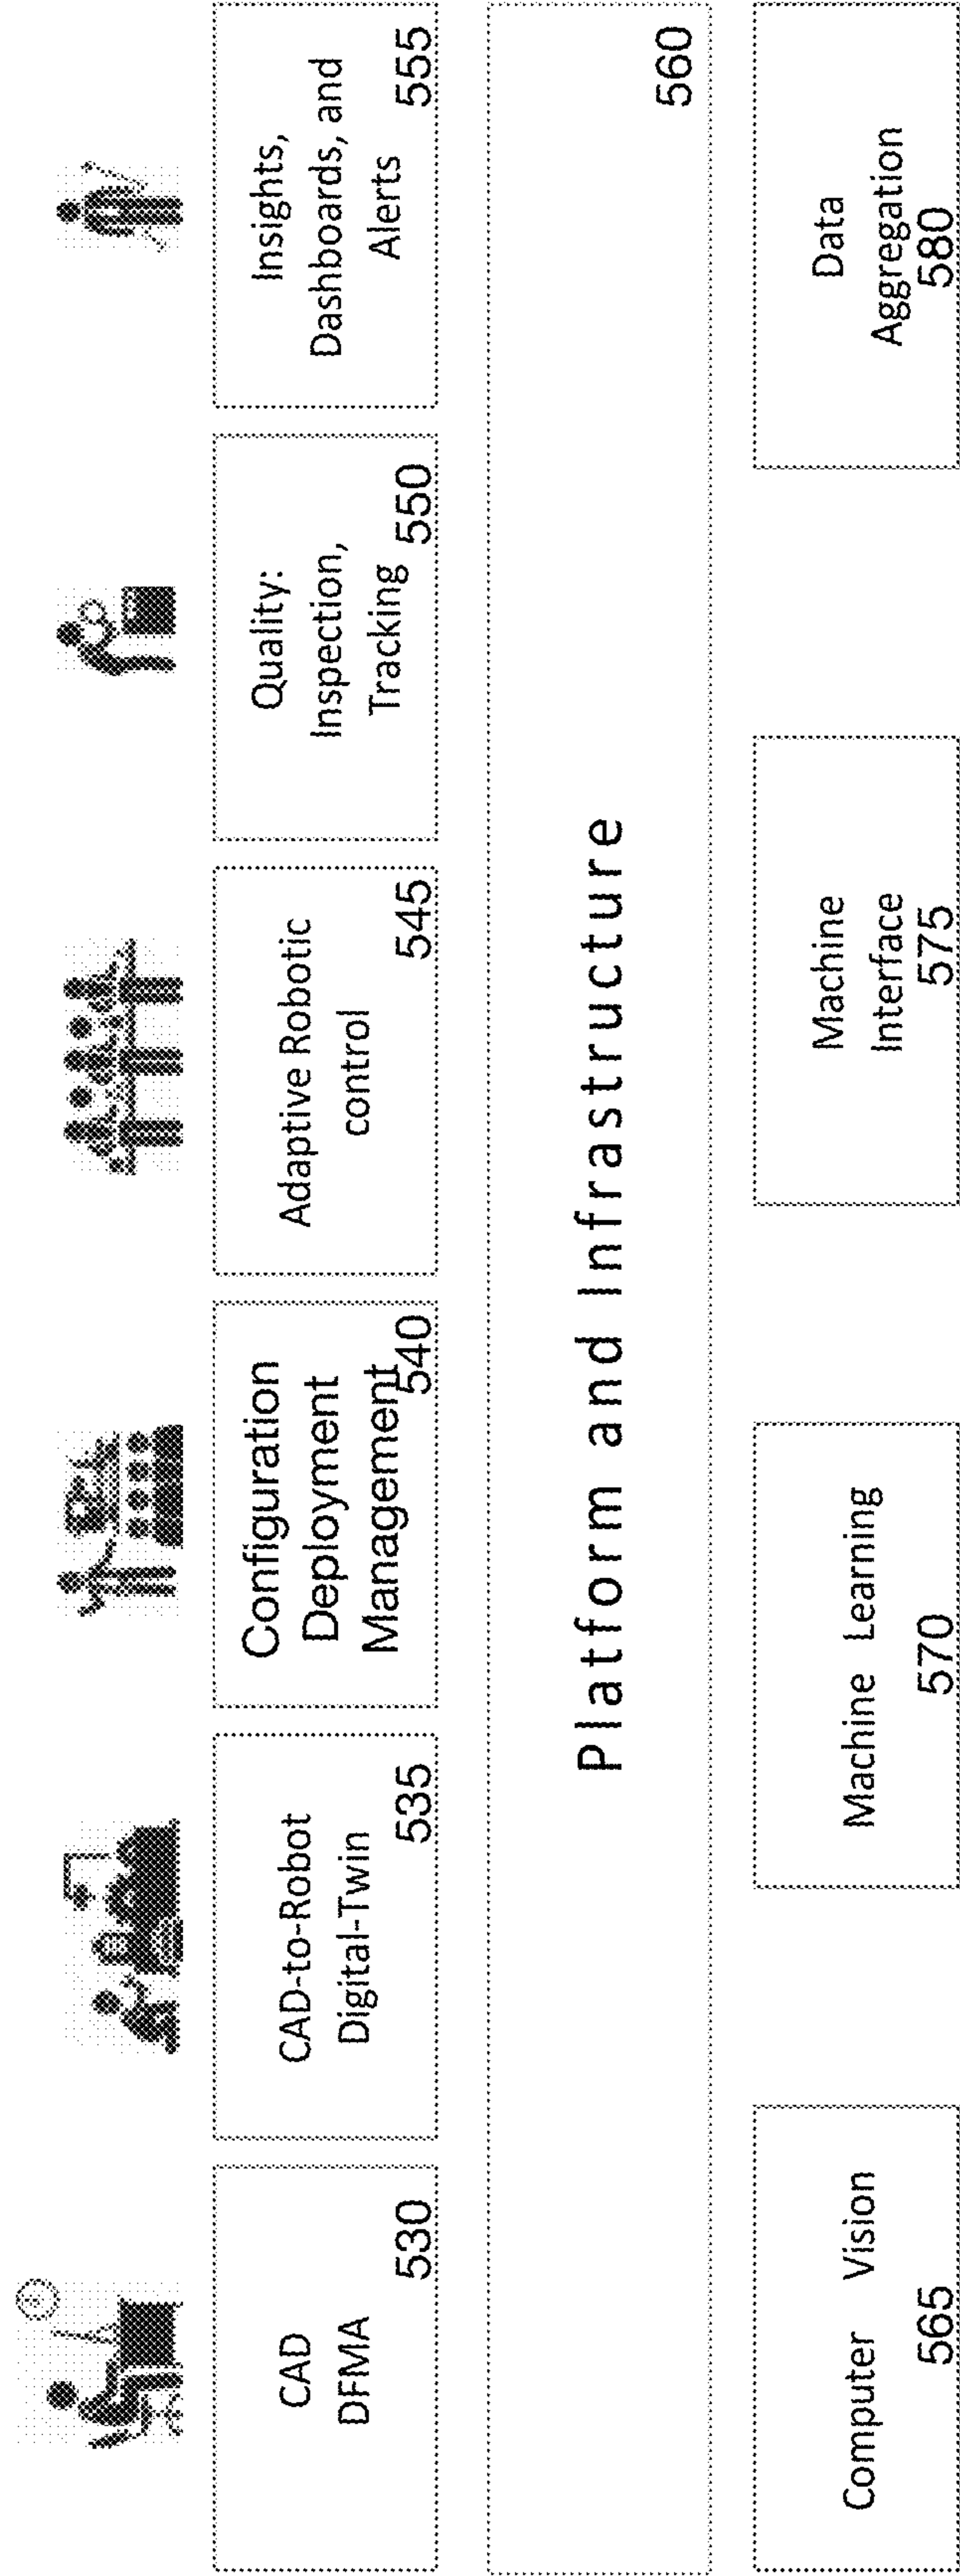 CAD
DFMA
530
CAD-to-Robot
Digital-Twin
535
Configuration
Deployment
Management
540
Adaptive Robotic
control
545
Quality:
Inspection,
Tracking
550
Insights,
Dashboards, and
Alerts
555
Platform and Infrastructure
560
Computer Vision
565
Machine Learning
570
Machine
Interface
575
Data
Aggregation
580